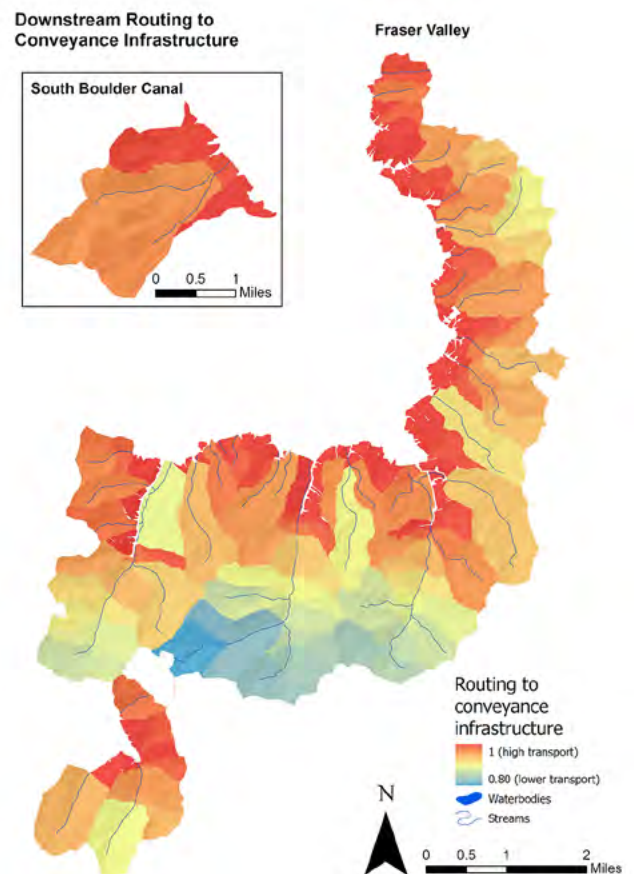 Downstream Routing to
Conveyance Infrastructure
Fraser Valley
South Boulder Canal
0 0.5 1
Miles
Routing to
conveyance
infrastructure
1 (high transport)
0.80 (lower transport)
Waterbodies
Streams
N
0 0.5 1 2
Miles